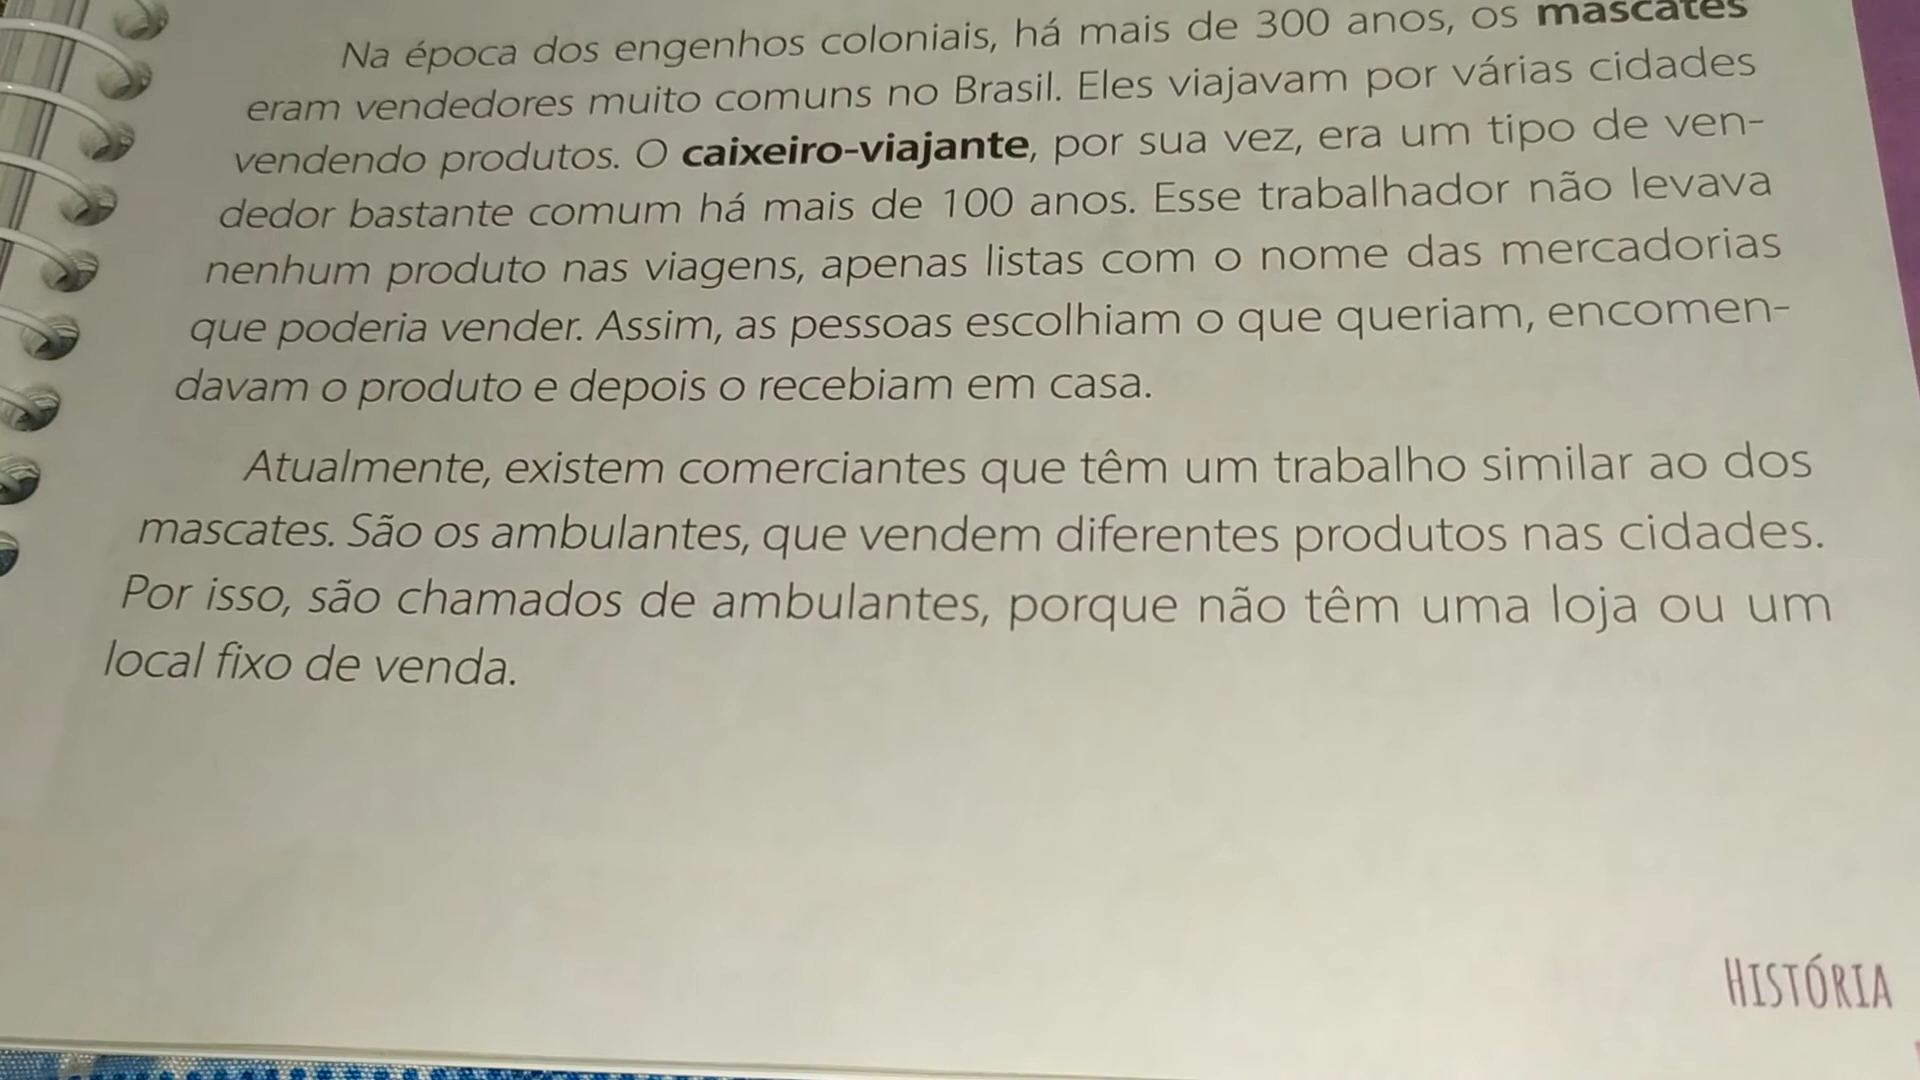 Na época dos engenhos coloniais, há mais de 300 anos, os mascates
eram vendedores muito comuns no Brasil. Eles viajavam por várias cidades
vendendo produtos. O caixeiro-viajante, por sua vez, era um tipo de ven-
dedor bastante comum há mais de 100 anos. Esse trabalhador não levava
nenhum produto nas viagens, apenas listas com o nome das mercadorias
que poderia vender. Assim, as pessoas escolhiam o que queriam, encomen-
davam o produto e depois o recebiam em casa.
Atualmente, existem comerciantes que têm um trabalho similar ao dos
mascates. São os ambulantes, que vendem diferentes produtos nas cidades.
Por isso, são chamados de ambulantes, porque não têm uma loja ou um
local fixo de venda.
HISTÓRIA